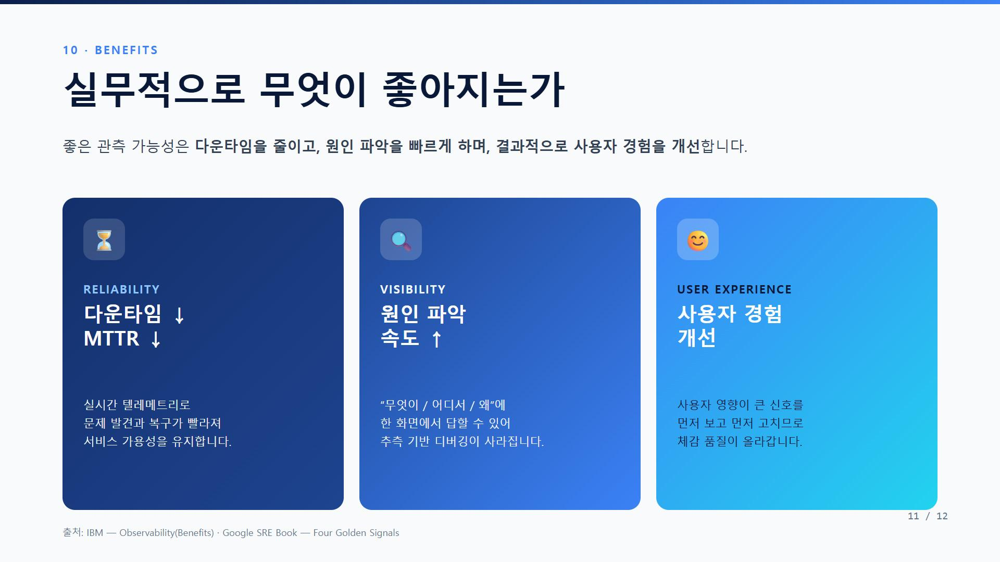 10 · BENEFITS
실무적으로 무엇이 좋아지는가
좋은 관측 가능성은 다운타임을 줄이고, 원인 파악을 빠르게 하며, 결과적으로 사용자 경험을 개선합니다.
RELIABILITY
다운타임 ↓
MTTR ↓
실시간 텔레메트리로
문제 발견과 복구가 빨라져
서비스 가용성을 유지합니다.
VISIBILITY
원인 파악
속도 ↑
“무엇이 / 어디서 / 왜”에
한 화면에서 답할 수 있어
추측 기반 디버깅이 사라집니다.
USER EXPERIENCE
사용자 경험
개선
사용자 영향이 큰 신호를
먼저 보고 먼저 고치므로
체감 품질이 올라갑니다.
11 / 12
출처: IBM — Observability(Benefits) · Google SRE Book — Four Golden Signals